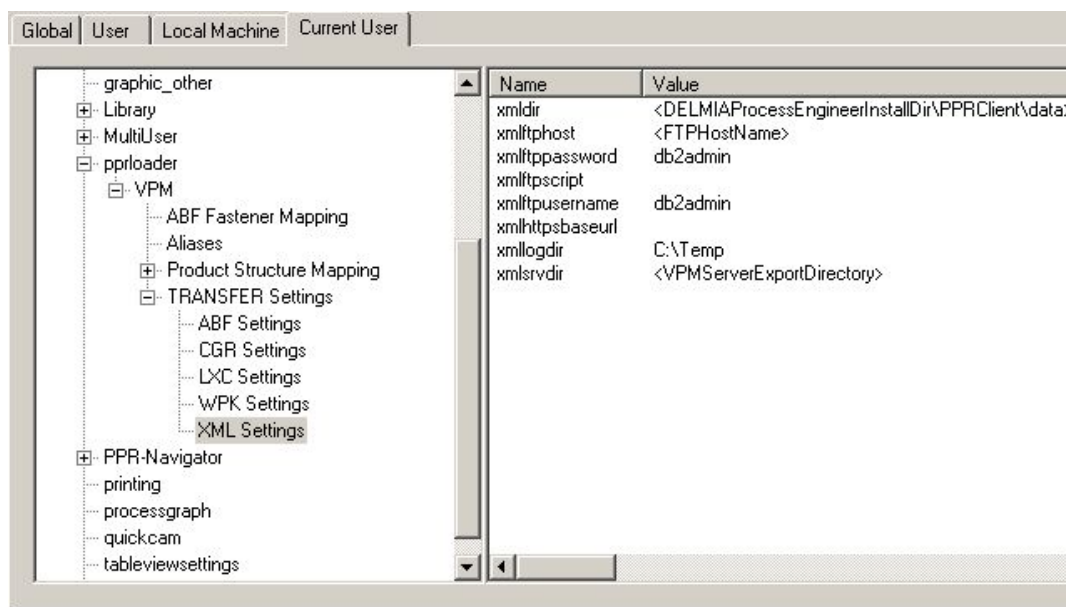 Global User Local Machine Current User
graphic_other
Library
MultiUser
pprloader
VPM
ABF Fastener Mapping
Aliases
Product Structure Mapping
TRANSFER Settings
ABF Settings
CGR Settings
LXC Settings
WPK Settings
XML Settings
PPR-Navigator
printing
processgraph
quickcam
tableviewsettings
Name Value
xmldir <DELMIAProcessEngineerInstallDir\PPRClient\data
xmlftphost <FTPHostName>
xmlftppassword db2admin
xmlftpscript
xmlftpusername db2admin
xmlhttpsbaseurl
xmllogdir C:\Temp
xmlsrvdir <VPMServerExportDirectory>